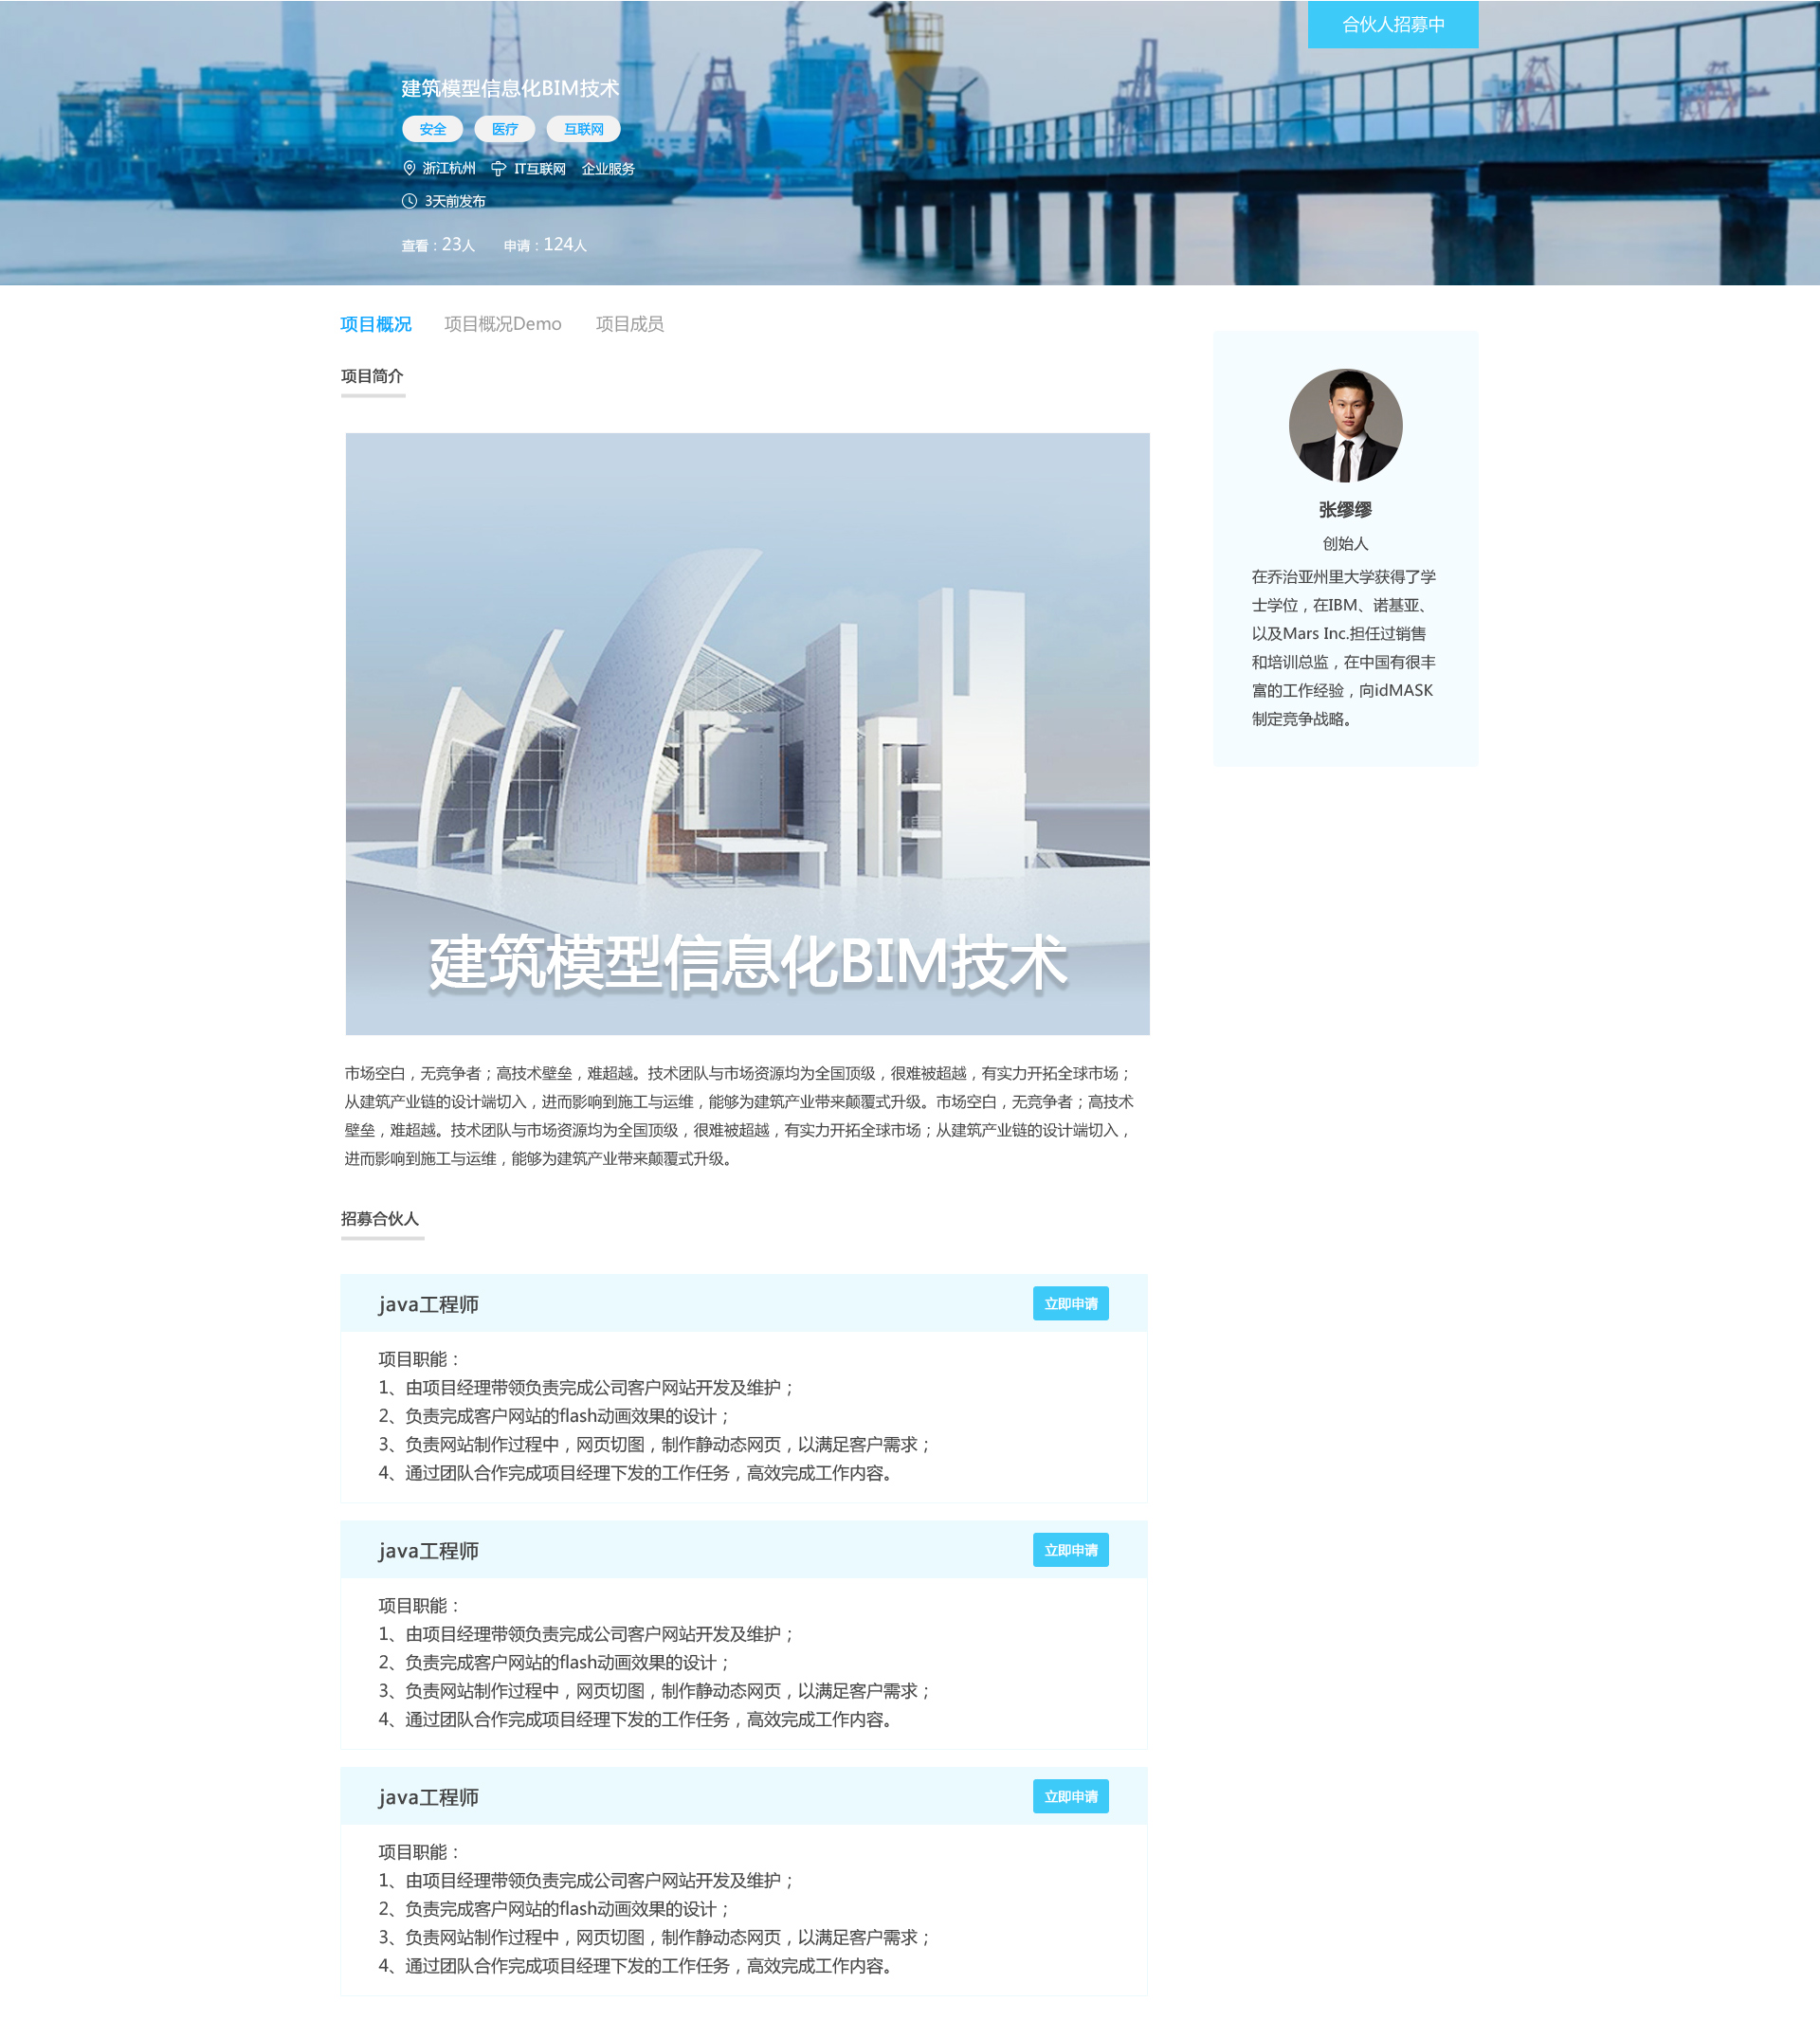 合伙人招募中
建筑模型信息化BIM技术
安全 医疗 互联网
浙江杭州 IT互联网 企业服务
3天前发布
查看：23人 申请：124人
项目概况 项目概况Demo 项目成员
项目简介
建筑模型信息化BIM技术
市场空白，无竞争者；高技术壁垒，难超越。技术团队与市场资源均为全国顶级，很难被超越，有实力开拓全球市场；
从建筑产业链的设计端切入，进而影响到施工与运维，能够为建筑产业带来颠覆式升级。市场空白，无竞争者；高技术
壁垒，难超越。技术团队与市场资源均为全国顶级，很难被超越，有实力开拓全球市场；从建筑产业链的设计端切入，
进而影响到施工与运维，能够为建筑产业带来颠覆式升级。
招募合伙人
java工程师 立即申请
项目职能：
1、由项目经理带领负责完成公司客户网站开发及维护；
2、负责完成客户网站的flash动画效果的设计；
3、负责网站制作过程中，网页切图，制作静动态网页，以满足客户需求；
4、通过团队合作完成项目经理下发的工作任务，高效完成工作内容。
java工程师 立即申请
项目职能：
1、由项目经理带领负责完成公司客户网站开发及维护；
2、负责完成客户网站的flash动画效果的设计；
3、负责网站制作过程中，网页切图，制作静动态网页，以满足客户需求；
4、通过团队合作完成项目经理下发的工作任务，高效完成工作内容。
java工程师 立即申请
项目职能：
1、由项目经理带领负责完成公司客户网站开发及维护；
2、负责完成客户网站的flash动画效果的设计；
3、负责网站制作过程中，网页切图，制作静动态网页，以满足客户需求；
4、通过团队合作完成项目经理下发的工作任务，高效完成工作内容。
张缪缪
创始人
在乔治亚州里大学获得了学
士学位，在IBM、诺基亚、
以及Mars Inc.担任过销售
和培训总监，在中国有很丰
富的工作经验，向idMASK
制定竞争战略。